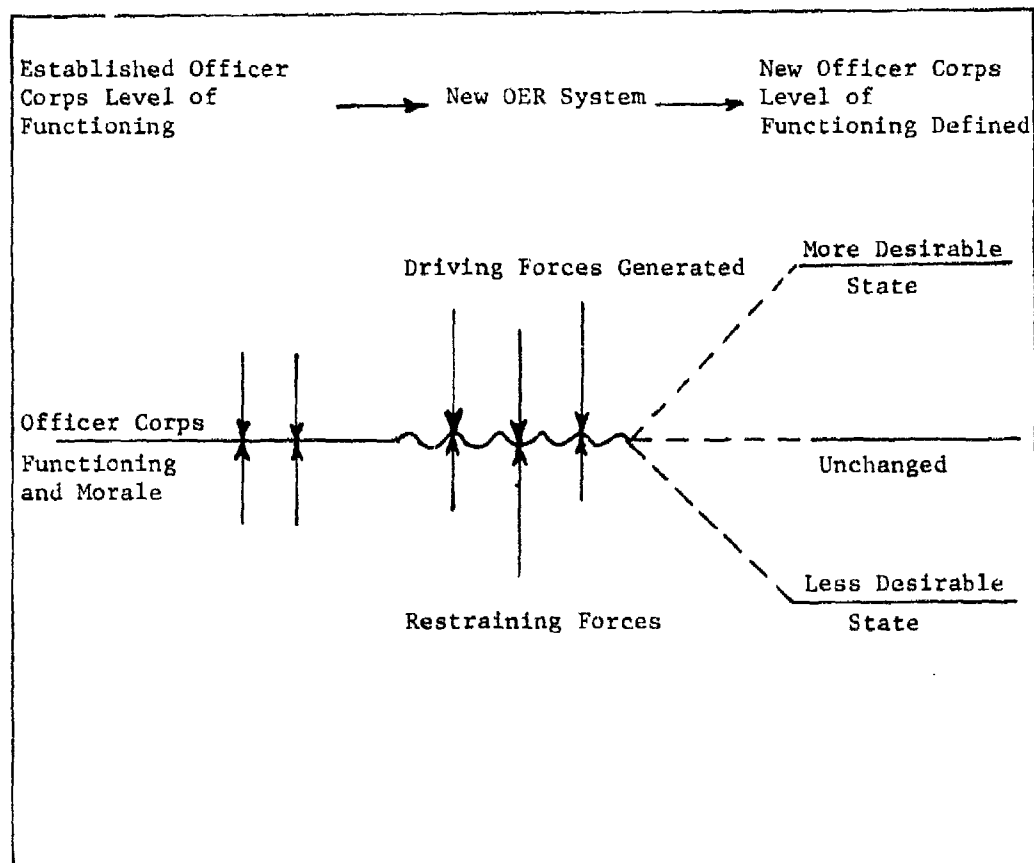 Established Officer
Corps Level of
Functioning
New OER System
New Officer Corps
Level of
Functioning Defined
Driving Forces Generated
More Desirable
State
Officer Corps
Functioning
and Morale
Unchanged
Less Desirable
State
Restraining Forces